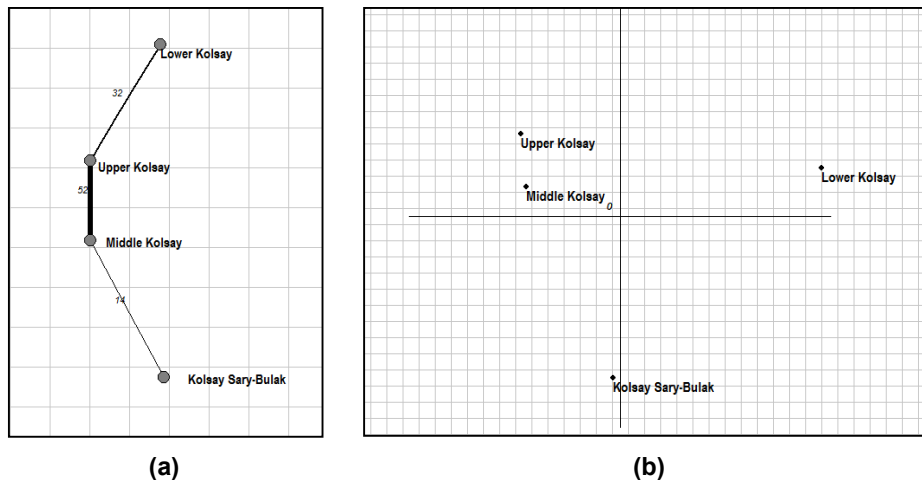 Lower Kolsay
32
Upper Kolsay
52
Middle Kolsay
14
Kolsay Sary-Bulak
(a)
Upper Kolsay
Lower Kolsay
Middle Kolsay
0
Kolsay Sary-Bulak
(b)